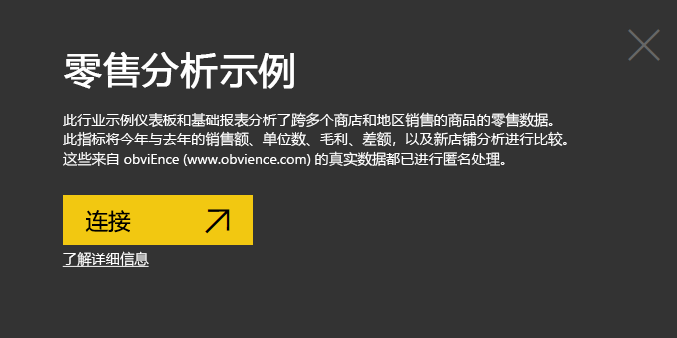 零售分析示例
此行业示例仪表板和基础报表分析了跨多个商店和地区销售的商品的零售数据。
此指标将今年与去年的销售额、单位数、毛利、差额，以及新店铺分析进行比较。
这些来自 obviEnce (www.obvience.com) 的真实数据都已进行匿名处理。
连接
了解详细信息